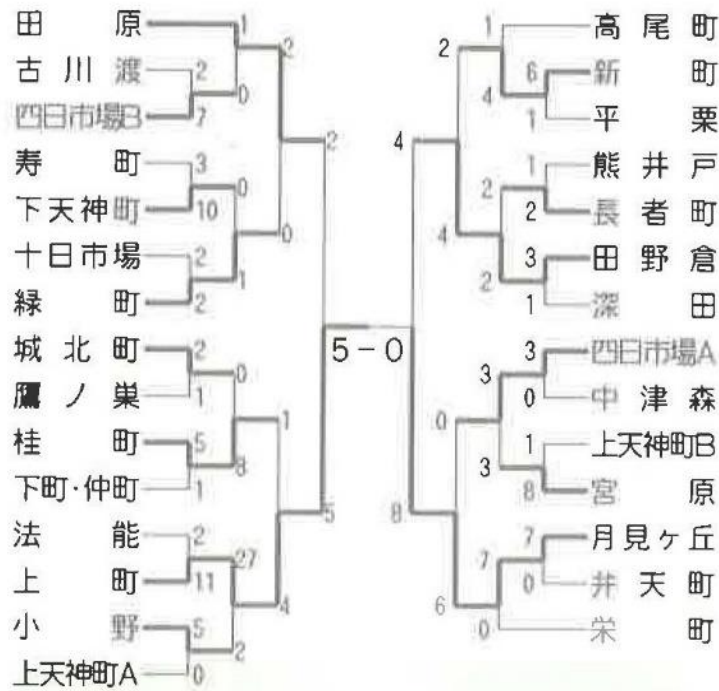 田原
1
2
古川渡
2
0
四日市場B
7
2
寿町
3
0
下天神町
10
0
十日市場
2
1
緑町
2
城北町
2
0
鷹ノ巣
1
1
桂町
5
8
下町・仲町
1
5
法能
2
27
上町
11
4
小野
5
2
上天神町A
0
5-0
高尾町
1
2
新町
6
4
平栗
1
4
熊井戸
1
2
長者町
2
4
田野倉
3
2
深田
1
四日市場A
3
3
中津森
0
0
上天神町B
1
3
宮原
8
8
月見ヶ丘
7
7
井天町
0
6
栄町
0